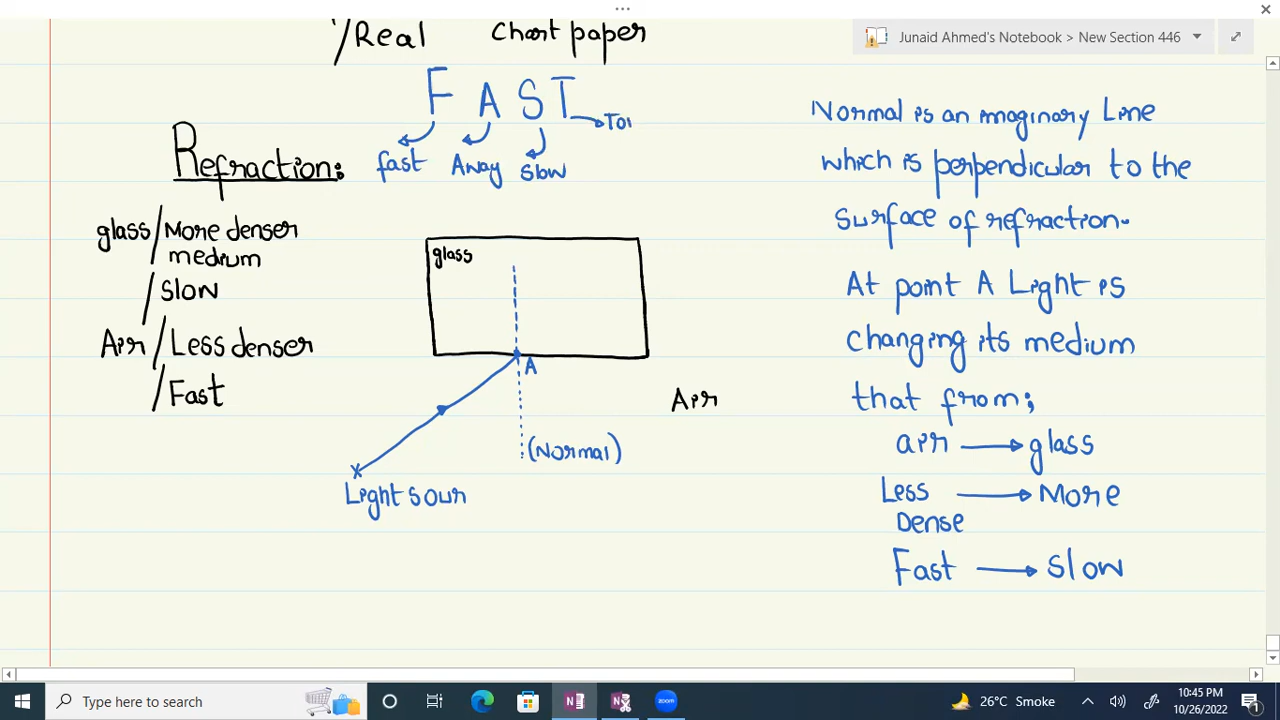 /Real Chart paper
Junaid Ahmed's Notebook > New Section 446
F A S T
fast Away Slow
Refraction:
glass/More denser
medium
/Slow
Air/Less denser
/Fast
glass
A
Air
(Normal)
Light sour
Normal is an imaginary Line
which is perpendicular to the
surface of refraction.
At point A Light is
changing its medium
that from;
air → glass
Less → More
Dense
Fast → Slow
Type here to search
zoom
26°C Smoke
10:45 PM
10/26/2022
1